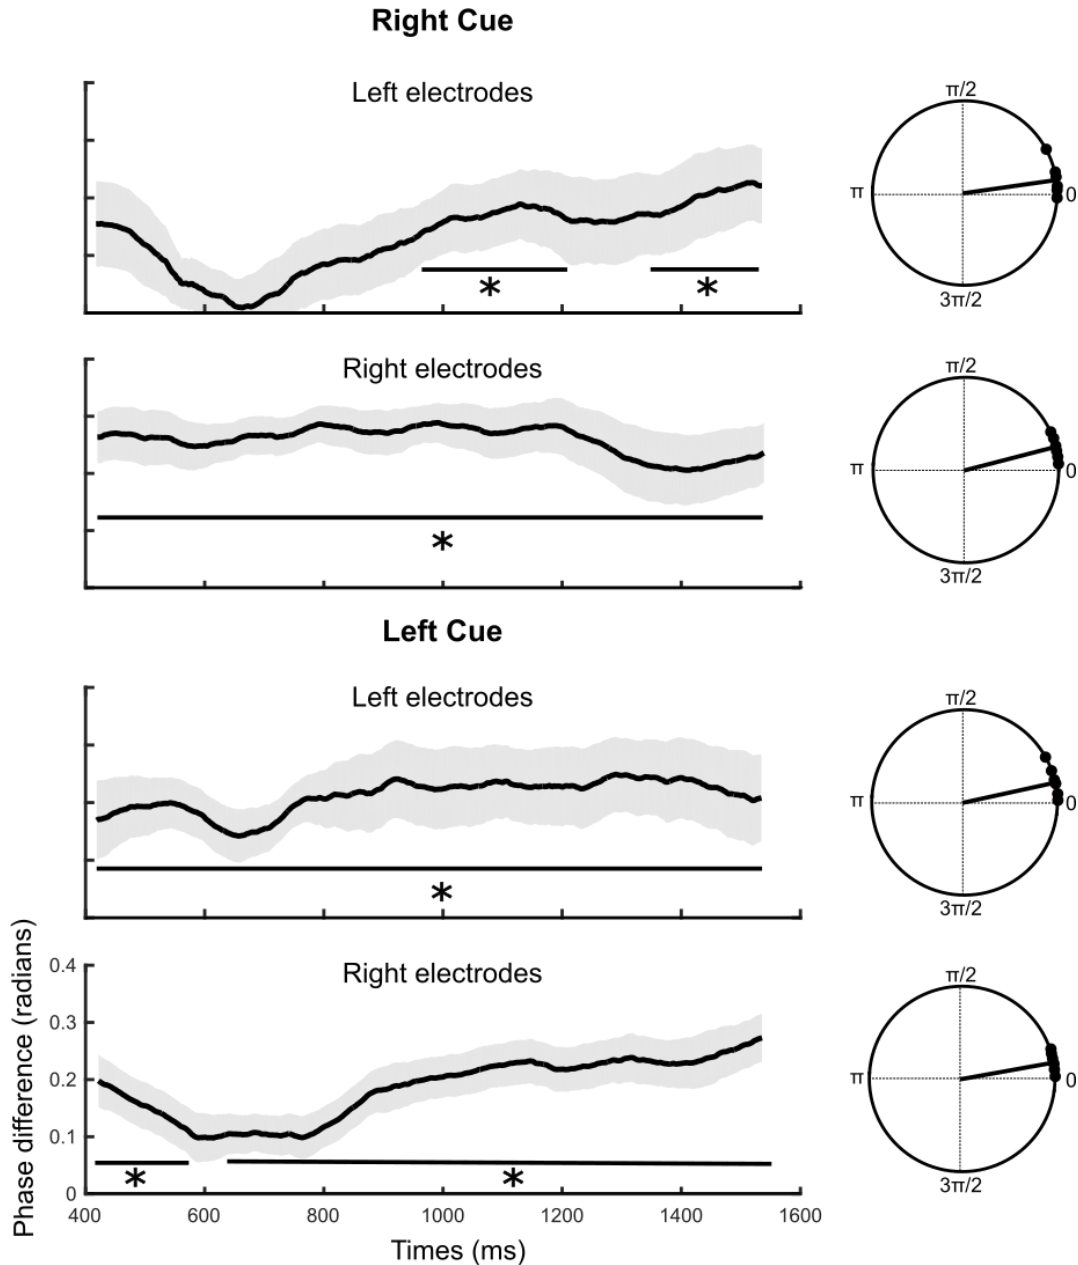 Right Cue
Left electrodes
π/2
π
0
3π/2
*
*
Right electrodes
π/2
π
0
3π/2
*
Left Cue
Left electrodes
π/2
π
0
3π/2
*
Right electrodes
π/2
π
0
3π/2
Phase difference (radians)
0.4
0.3
0.2
0.1
0
*
*
400 600 800 1000 1200 1400 1600
Times (ms)